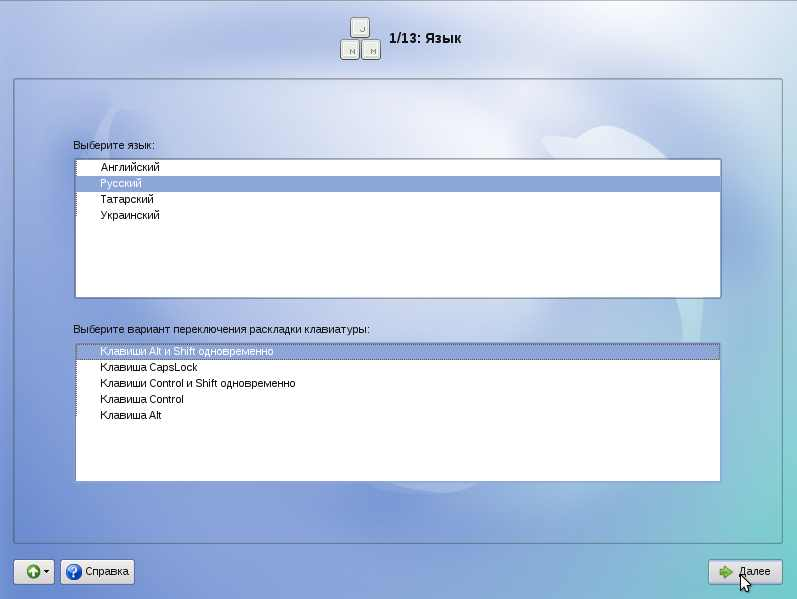 J
N M
1/13: Язык
Выберите язык:
Английский
Русский
Татарский
Украинский
Выберите вариант переключения раскладки клавиатуры:
Клавиши Alt и Shift одновременно
Клавиша CapsLock
Клавиши Control и Shift одновременно
Клавиша Control
Клавиша Alt
Справка
Далее